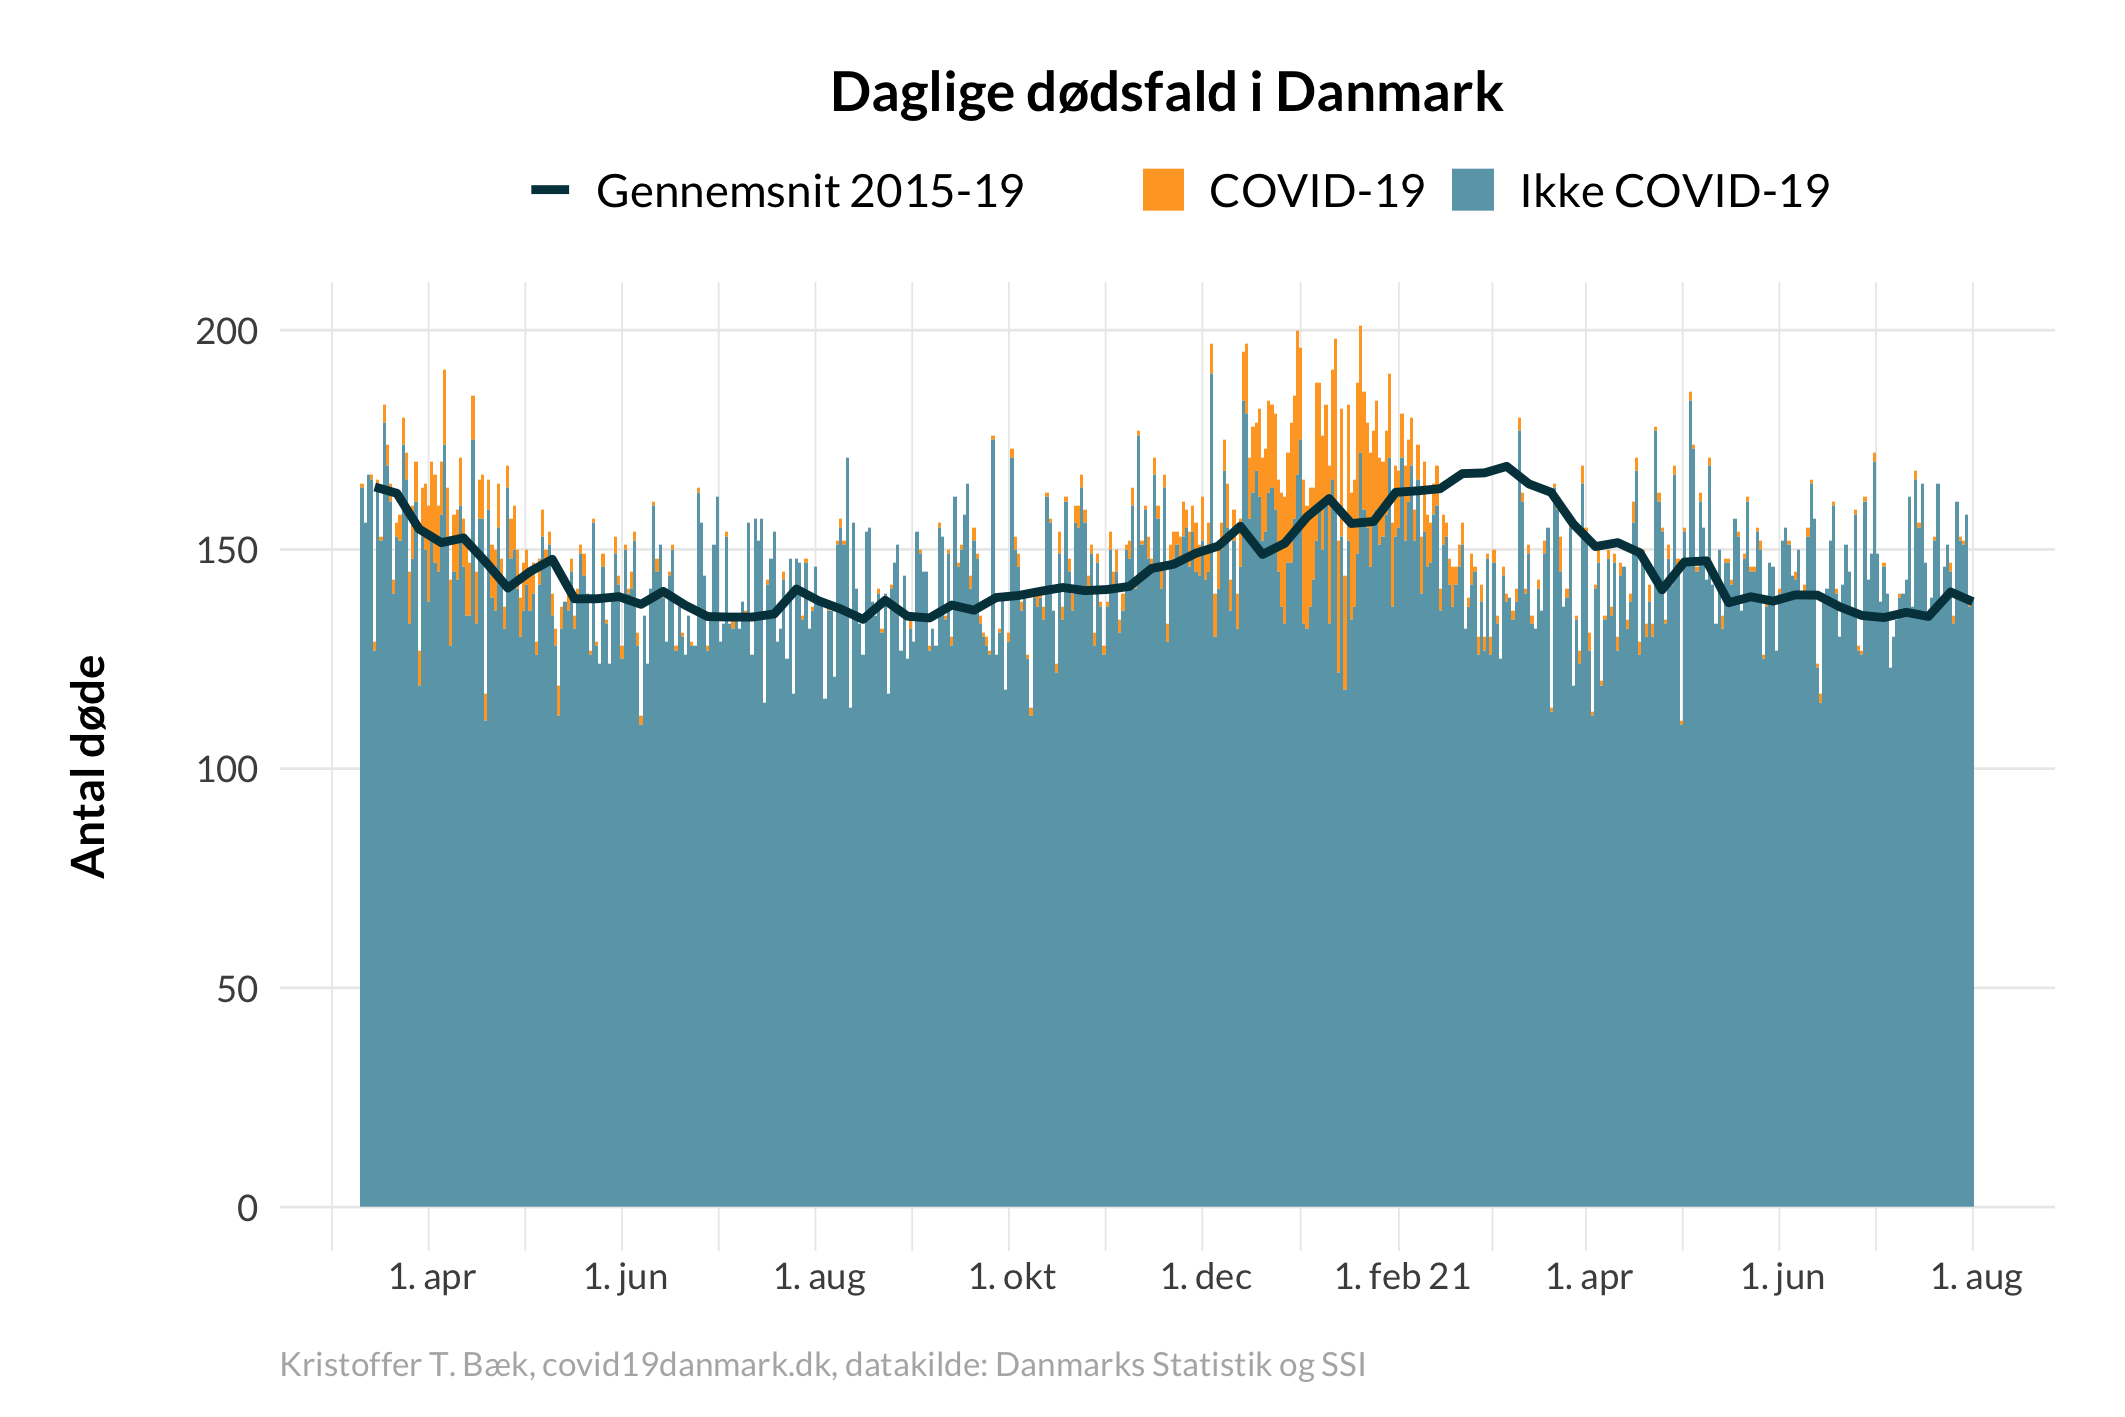 Daglige dødsfald i Danmark
Gennemsnit 2015-19 COVID-19 Ikke COVID-19
Antal døde
200
150
100
50
0
1. apr 1. jun 1. aug 1. okt 1. dec 1. feb 21 1. apr 1. jun 1. aug
Kristoffer T. Bæk, covid19danmark.dk, datakilde: Danmarks Statistik og SSI